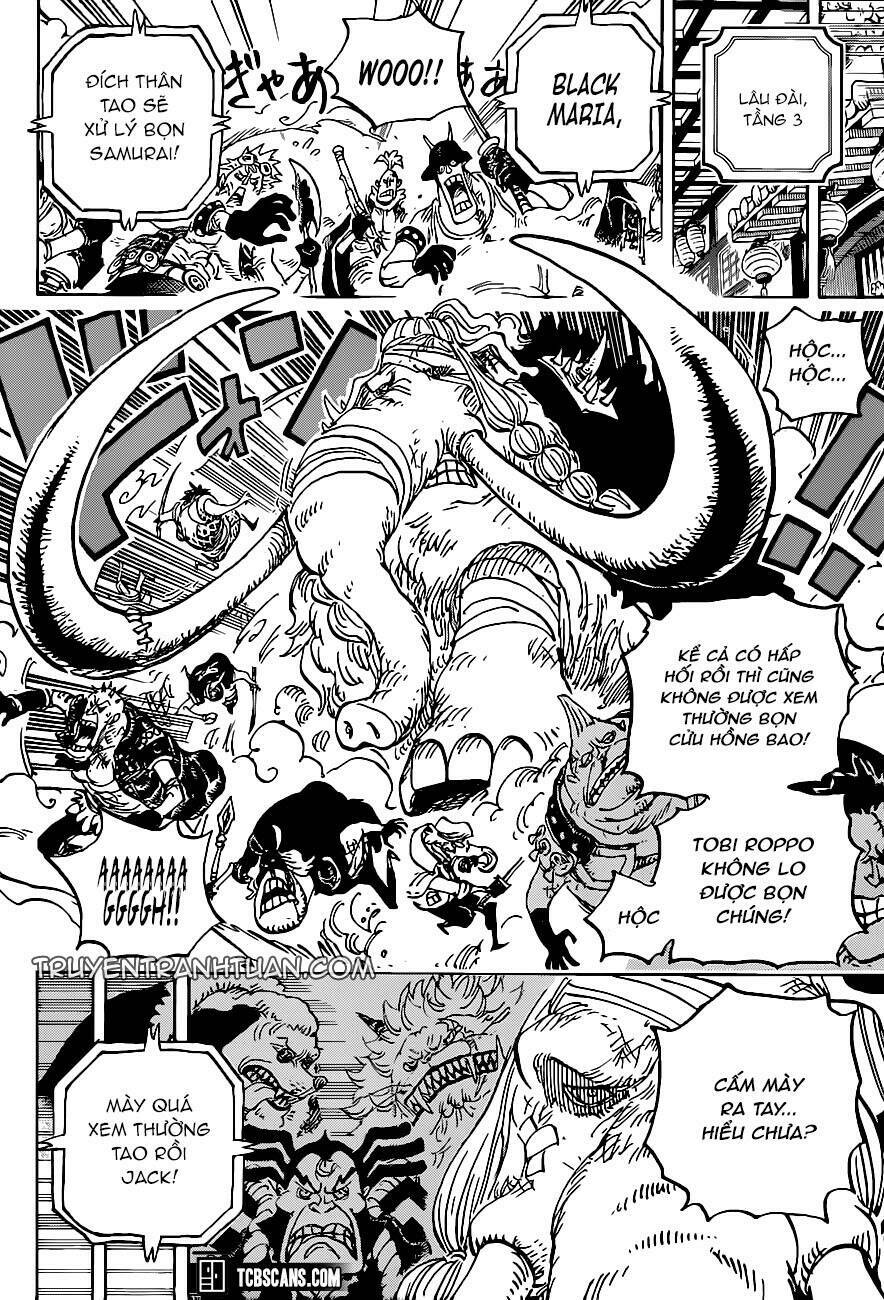 LÂU ĐÀI,
TẦNG 3
BLACK
MARIA,
WOOO!!
ĐÍCH THÂN
TAO SẼ
XỬ LÝ BỌN
SAMURAI!
ぎゃあ
ああ
HỘC...
HỘC...
KỂ CẢ CÓ HẤP
HỐI RỒI THÌ CŨNG
KHÔNG ĐƯỢC XEM
THƯỜNG BỌN
CỬU HỒNG BAO!
TOBI ROPPO
KHÔNG LO
ĐƯỢC BỌN
CHÚNG!
HỘC
AAAAAAAA
GGGGH!!
TRUYENTRANHTUAN.COM
CẤM MÀY
RA TAY...
HIỂU CHƯA?
MÀY QUÁ
XEM THƯỜNG
TAO RỒI
JACK!
TCBSCANS.COM